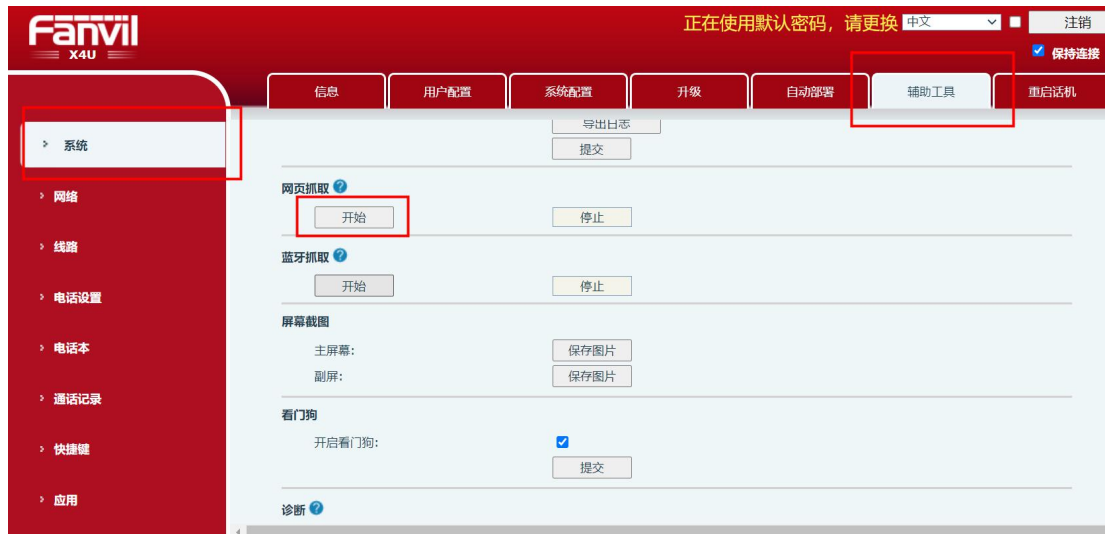 Fanvil
X4U
正在使用默认密码，请更换 中文 注销
保持连接
信息 用户配置 系统配置 升级 自动部署 辅助工具 重启话机
系统
网络
线路
电话设置
电话本
通话记录
快捷键
应用
导出日志
提交
网页抓取
开始 停止
蓝牙抓取
开始 停止
屏幕截图
主屏幕: 保存图片
副屏: 保存图片
看门狗
开启看门狗:
提交
诊断